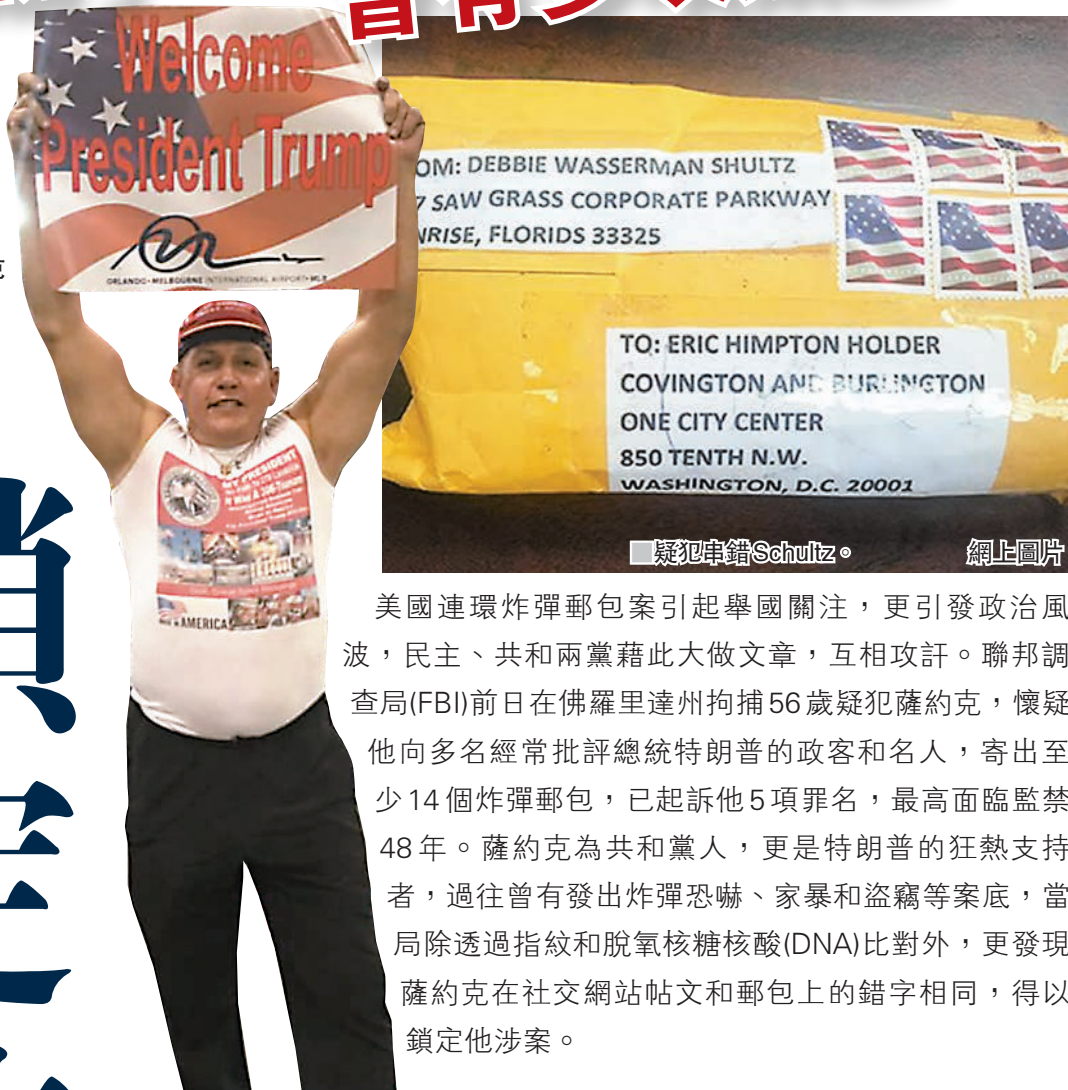 Welcome
President Trump
ORLANDO • MELBOURNE INTERNATIONAL AIRPORT • MLB
克
OM: DEBBIE WASSERMAN SHULTZ
7 SAW GRASS CORPORATE PARKWAY
NRISE, FLORIDS 33325
TO: ERIC HIMPTON HOLDER
COVINGTON AND BURLINGTON
ONE CITY CENTER
850 TENTH N.W.
WASHINGTON, D.C. 20001
■疑犯串錯Schultz。 網上圖片
MY PRESIDENT
AMERICA
美國連環炸彈郵包案引起舉國關注，更引發政治風
波，民主、共和兩黨藉此大做文章，互相攻訐。聯邦調
查局(FBI)前日在佛羅里達州拘捕56歲疑犯薩約克，懷疑
他向多名經常批評總統特朗普的政客和名人，寄出至
少14個炸彈郵包，已起訴他5項罪名，最高面臨監禁
48年。薩約克為共和黨人，更是特朗普的狂熱支持
者，過往曾有發出炸彈恐嚇、家暴和盜竊等案底，當
局除透過指紋和脫氧核糖核酸(DNA)比對外，更發現
薩約克在社交網站帖文和郵包上的錯字相同，得以
鎖定他涉案。